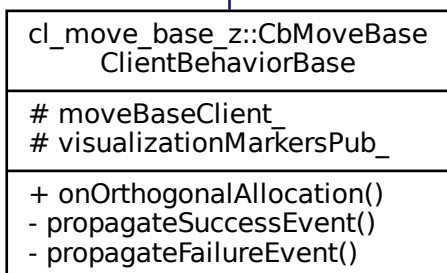 cl_move_base_z::CbMoveBase
ClientBehaviorBase
# moveBaseClient_
# visualizationMarkersPub_
+ onOrthogonalAllocation()
- propagateSuccessEvent()
- propagateFailureEvent()